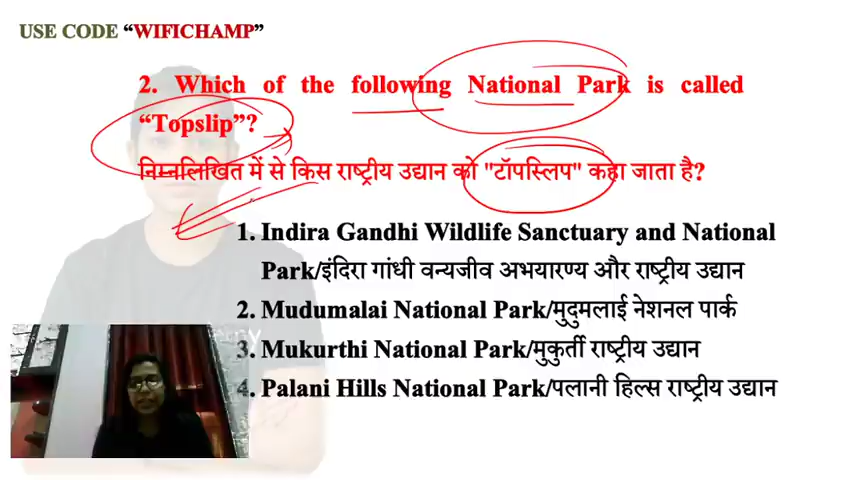 USE CODE “WIFICHAMP”
2. Which of the following National Park is called
“Topslip”?
निम्नलिखित में से किस राष्ट्रीय उद्यान को "टॉपस्लिप" कहा जाता है?
1. Indira Gandhi Wildlife Sanctuary and National
Park/इंदिरा गांधी वन्यजीव अभयारण्य और राष्ट्रीय उद्यान
2. Mudumalai National Park/मुदुमलाई नेशनल पार्क
3. Mukurthi National Park/मुकुर्ती राष्ट्रीय उद्यान
4. Palani Hills National Park/पलानी हिल्स राष्ट्रीय उद्यान